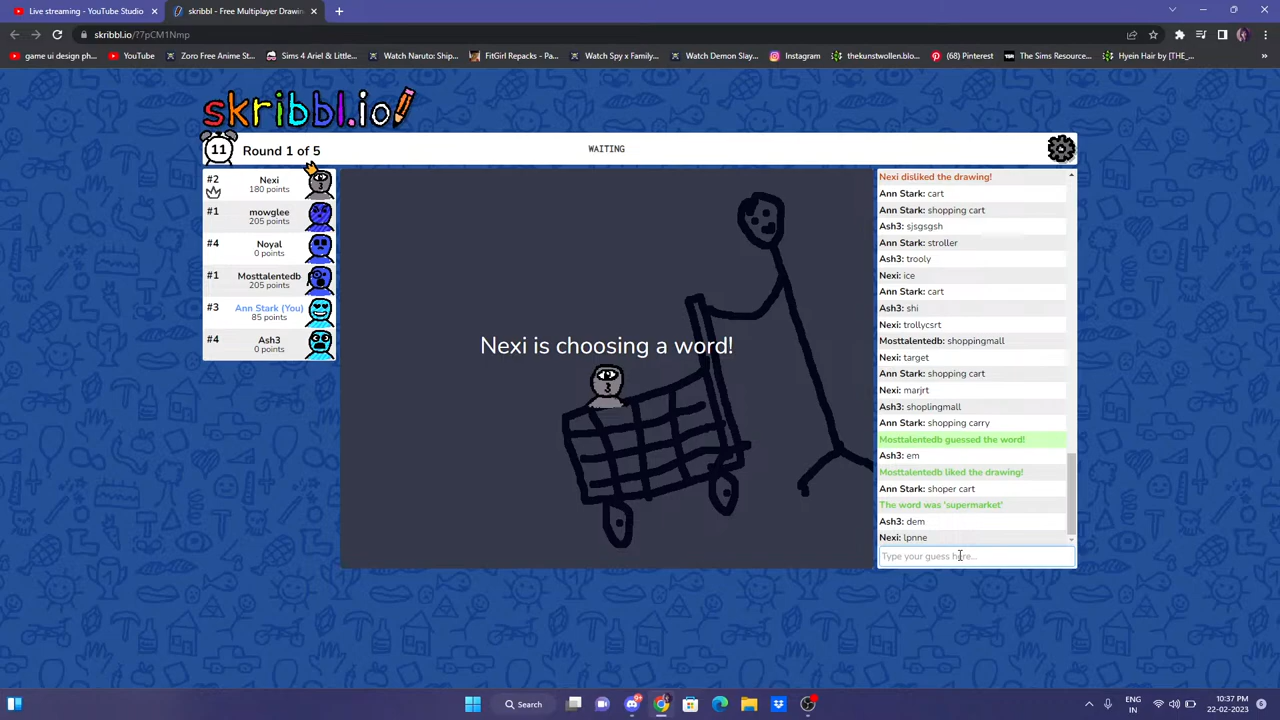 Live streaming - YouTube Studio
skribbl - Free Multiplayer Drawin
skribbl.io/?7pCM1Nmp
game ui design ph...
YouTube
Zoro Free Anime St...
Sims 4 Ariel & Little...
Watch Naruto: Ship...
FitGirl Repacks - Pa...
Watch Spy x Family...
Watch Demon Slay...
Instagram
thekunstwollen.blo...
(68) Pinterest
The Sims Resource...
Hyein Hair by [THE_...
skribbl.io
11
Round 1 of 5
WAITING
#2 Nexi
180 points
#1 mowglee
205 points
#4 Noyal
0 points
#1 Mosttalentedb
205 points
#3 Ann Stark (You)
85 points
#4 Ash3
0 points
Nexi is choosing a word!
Nexi disliked the drawing!
Ann Stark: cart
Ann Stark: shopping cart
Ash3: sjsgsgsh
Ann Stark: stroller
Ash3: trooly
Nexi: ice
Ann Stark: cart
Ash3: shi
Nexi: trollycsrt
Mosttalentedb: shoppingmall
Nexi: target
Ann Stark: shopping cart
Nexi: marjrt
Ash3: shoplingmall
Ann Stark: shopping carry
Mosttalentedb guessed the word!
Ash3: em
Mosttalentedb liked the drawing!
Ann Stark: shoper cart
The word was 'supermarket'
Ash3: dem
Nexi: lpnne
Type your guess here...
Search
ENG
IN
10:37 PM
22-02-2023